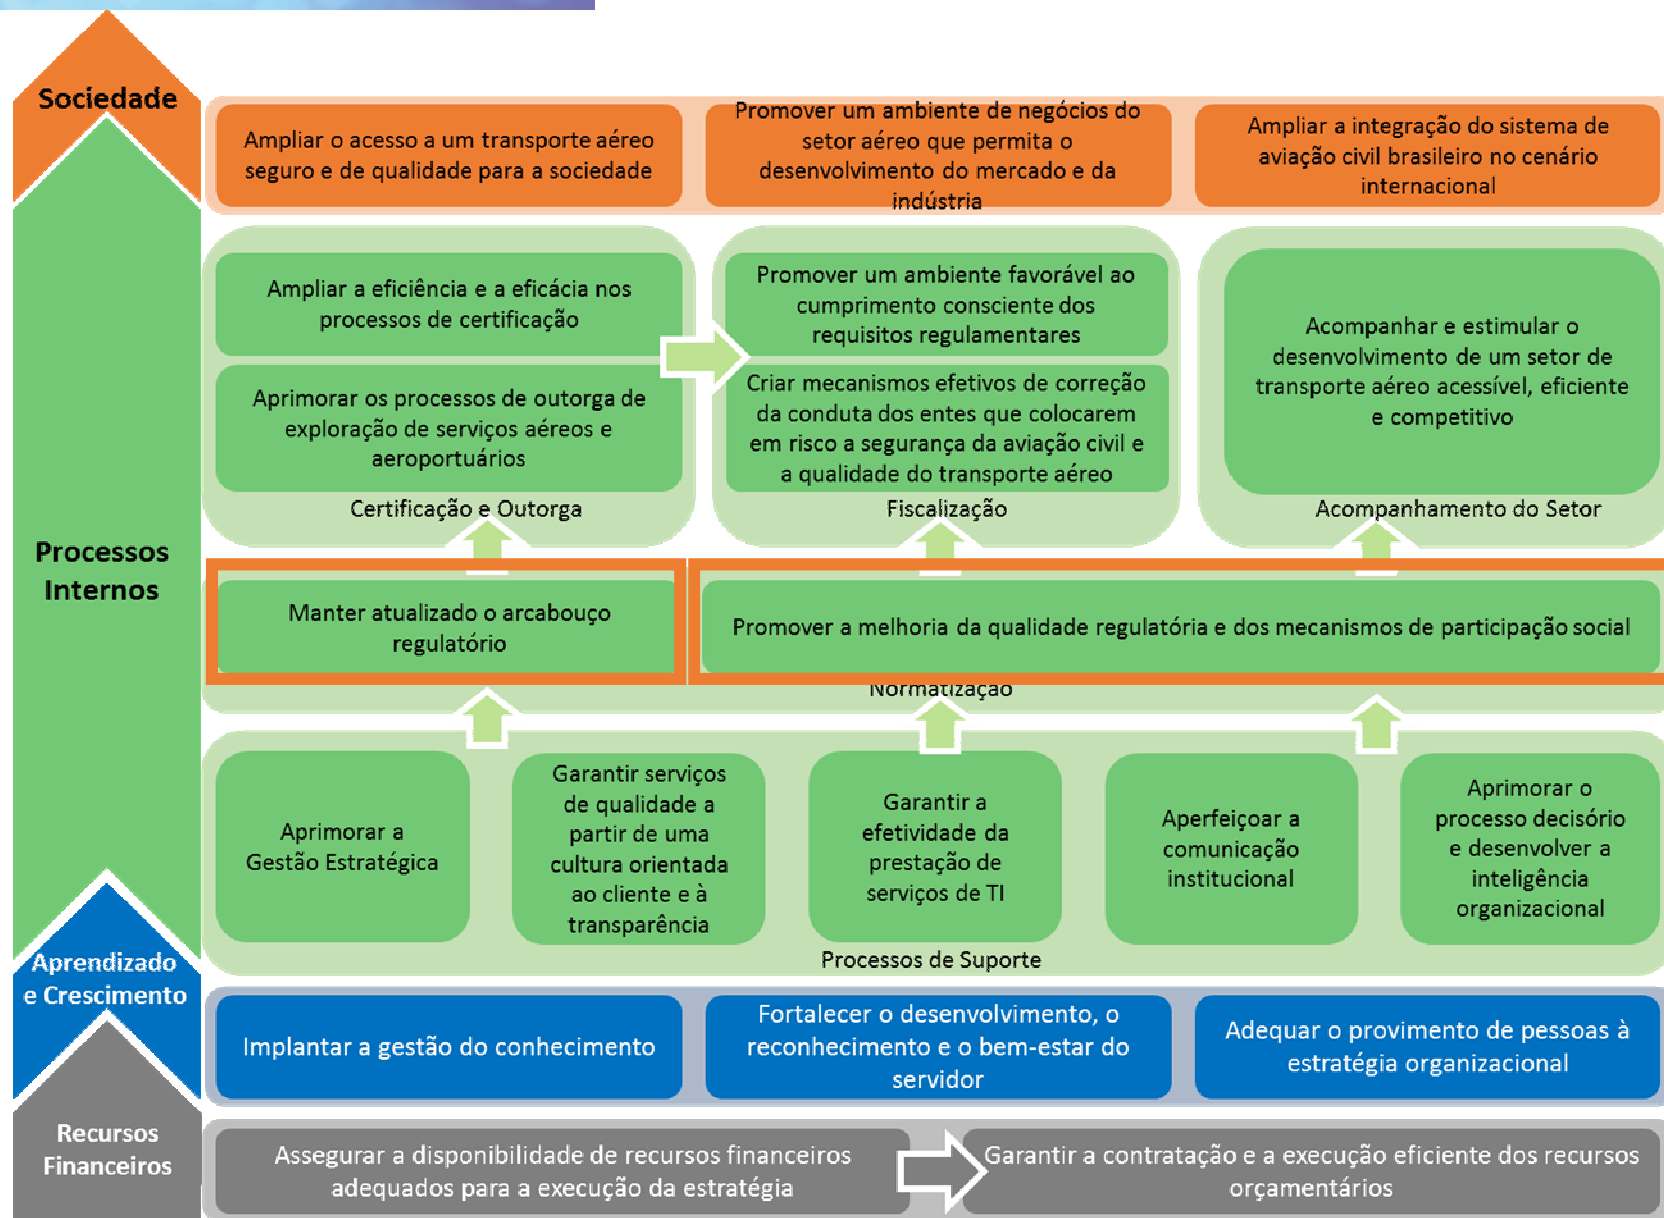 Sociedade
Ampliar o acesso a um transporte aéreo
seguro e de qualidade para a sociedade
Promover um ambiente de negócios do
setor aéreo que permita o
desenvolvimento do mercado e da
indústria
Ampliar a integração do sistema de
aviação civil brasileiro no cenário
internacional
Processos
Internos
Ampliar a eficiência e a eficácia nos
processos de certificação
Aprimorar os processos de outorga de
exploração de serviços aéreos e
aeroportuários
Certificação e Outorga
Promover um ambiente favorável ao
cumprimento consciente dos
requisitos regulamentares
Criar mecanismos efetivos de correção
da conduta dos entes que colocarem
em risco a segurança da aviação civil e
a qualidade do transporte aéreo
Fiscalização
Acompanhar e estimular o
desenvolvimento de um setor de
transporte aéreo acessível, eficiente
e competitivo
Acompanhamento do Setor
Manter atualizado o arcabouço
regulatório
Promover a melhoria da qualidade regulatória e dos mecanismos de participação social
Normatização
Aprimorar a
Gestão Estratégica
Garantir serviços
de qualidade a
partir de uma
cultura orientada
ao cliente e à
transparência
Garantir a
efetividade da
prestação de
serviços de TI
Aperfeiçoar a
comunicação
institucional
Aprimorar o
processo decisório
e desenvolver a
inteligência
organizacional
Processos de Suporte
Aprendizado
e Crescimento
Implantar a gestão do conhecimento
Fortalecer o desenvolvimento, o
reconhecimento e o bem-estar do
servidor
Adequar o provimento de pessoas à
estratégia organizacional
Recursos
Financeiros
Assegurar a disponibilidade de recursos financeiros
adequados para a execução da estratégia
Garantir a contratação e a execução eficiente dos recursos
orçamentários